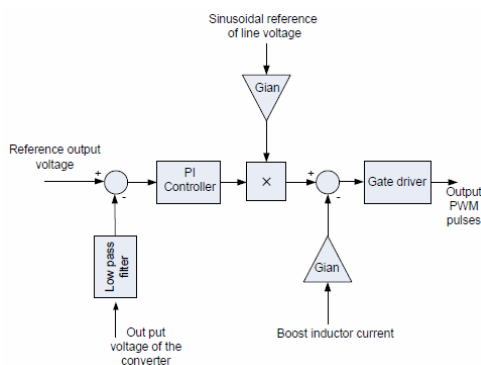 Sinusoidal reference
of line voltage
Gian
Reference output
voltage
+
-
PI
Controller
×
+
-
Gate driver
Output
PWM
pulses
Low pass
filter
Gian
Out put
voltage of the
converter
Boost inductor current